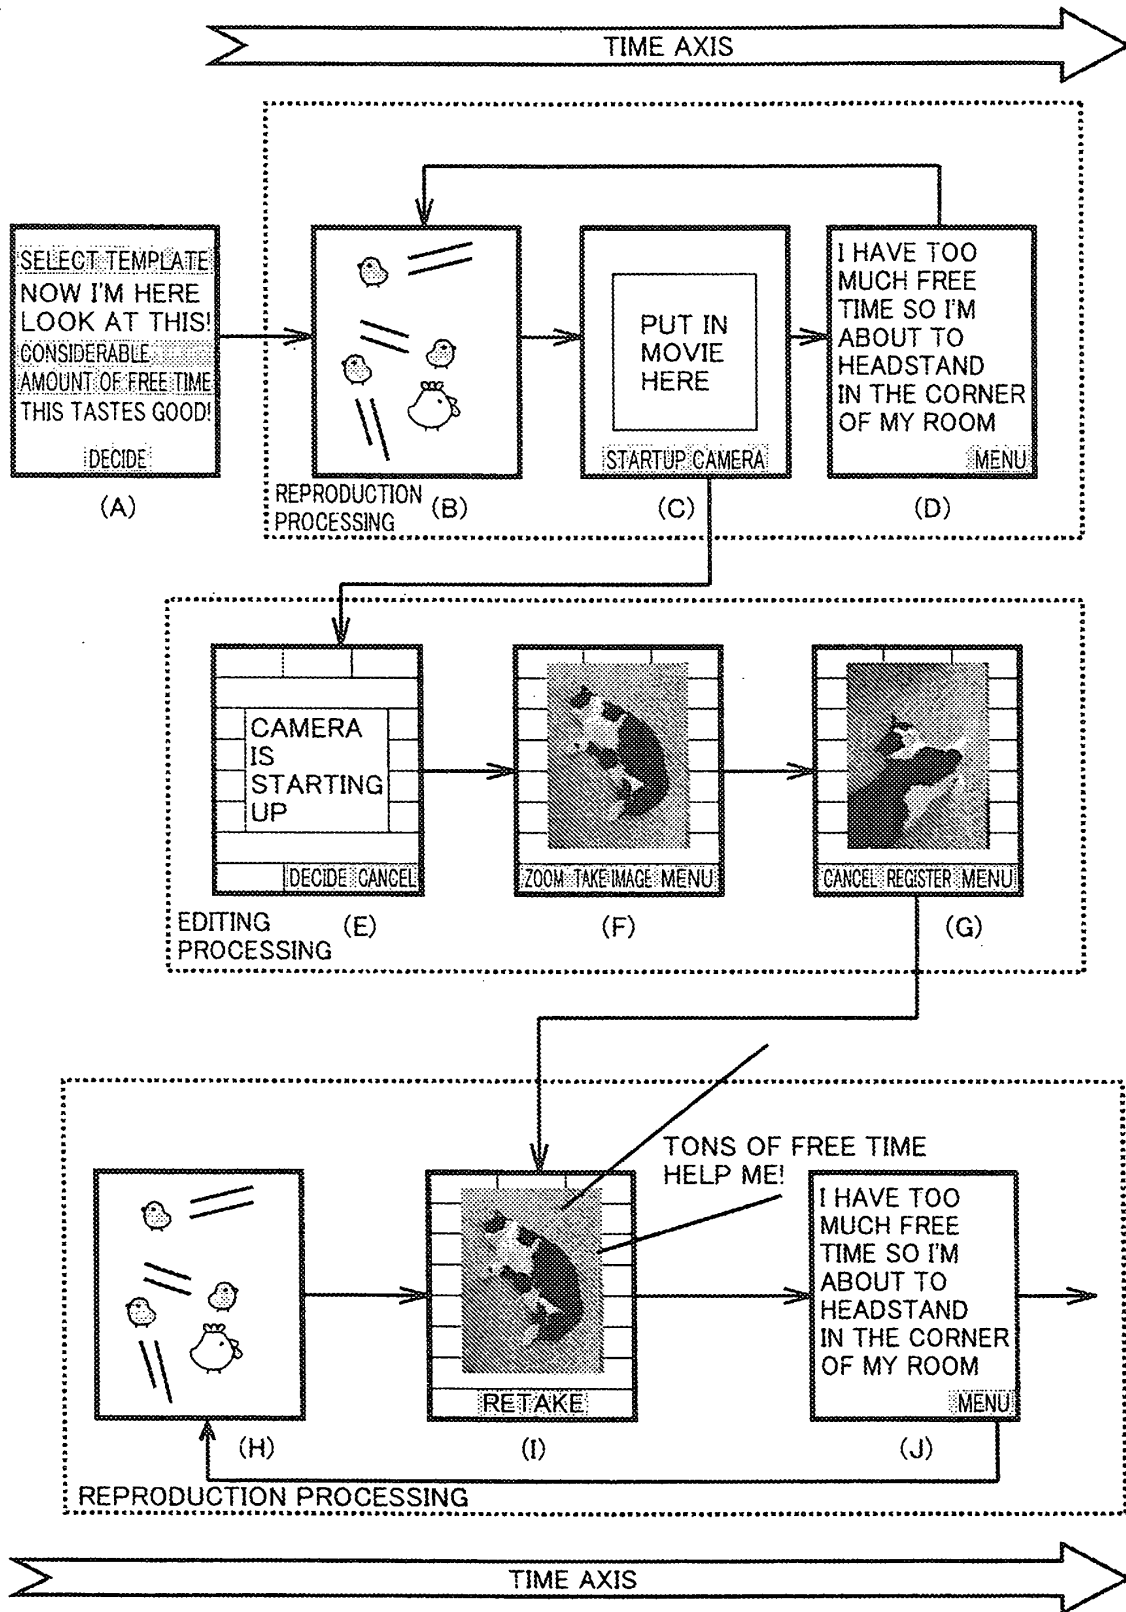 TIME AXIS
SELECT TEMPLATE
NOW I'M HERE
LOOK AT THIS!
CONSIDERABLE
AMOUNT OF FREE TIME
THIS TASTES GOOD!
DECIDE
(A)
(B)
PUT IN
MOVIE
HERE
STARTUP CAMERA
(C)
I HAVE TOO
MUCH FREE
TIME SO I'M
ABOUT TO
HEADSTAND
IN THE CORNER
OF MY ROOM
MENU
(D)
REPRODUCTION
PROCESSING
CAMERA
IS
STARTING
UP
DECIDE CANCEL
(E)
ZOOM TAKE IMAGE MENU
(F)
CANCEL REGISTER MENU
(G)
EDITING
PROCESSING
TONS OF FREE TIME
HELP ME!
(H)
RETAKE
(I)
I HAVE TOO
MUCH FREE
TIME SO I'M
ABOUT TO
HEADSTAND
IN THE CORNER
OF MY ROOM
MENU
(J)
REPRODUCTION PROCESSING
TIME AXIS